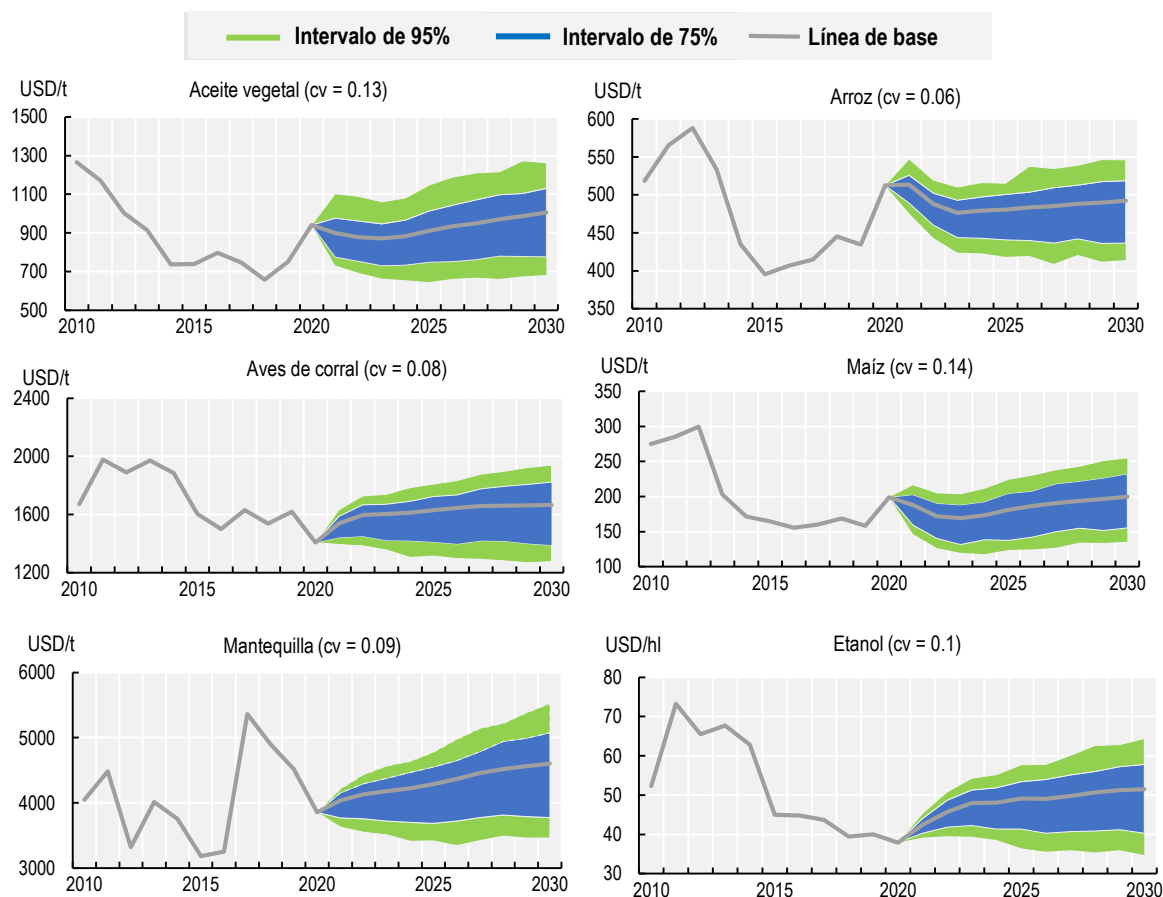 Intervalo de 95% Intervalo de 75% Línea de base
USD/t
Aceite vegetal (cv = 0.13)
1500
1300
1100
900
700
500
2010 2015 2020 2025 2030
USD/t
Arroz (cv = 0.06)
600
550
500
450
400
350
2010 2015 2020 2025 2030
USD/t
Aves de corral (cv = 0.08)
2400
2000
1600
1200
2010 2015 2020 2025 2030
USD/t
Maíz (cv = 0.14)
350
300
250
200
150
100
2010 2015 2020 2025 2030
USD/t
Mantequilla (cv = 0.09)
6000
5000
4000
3000
2010 2015 2020 2025 2030
USD/hl
Etanol (cv = 0.1)
80
70
60
50
40
30
2010 2015 2020 2025 2030